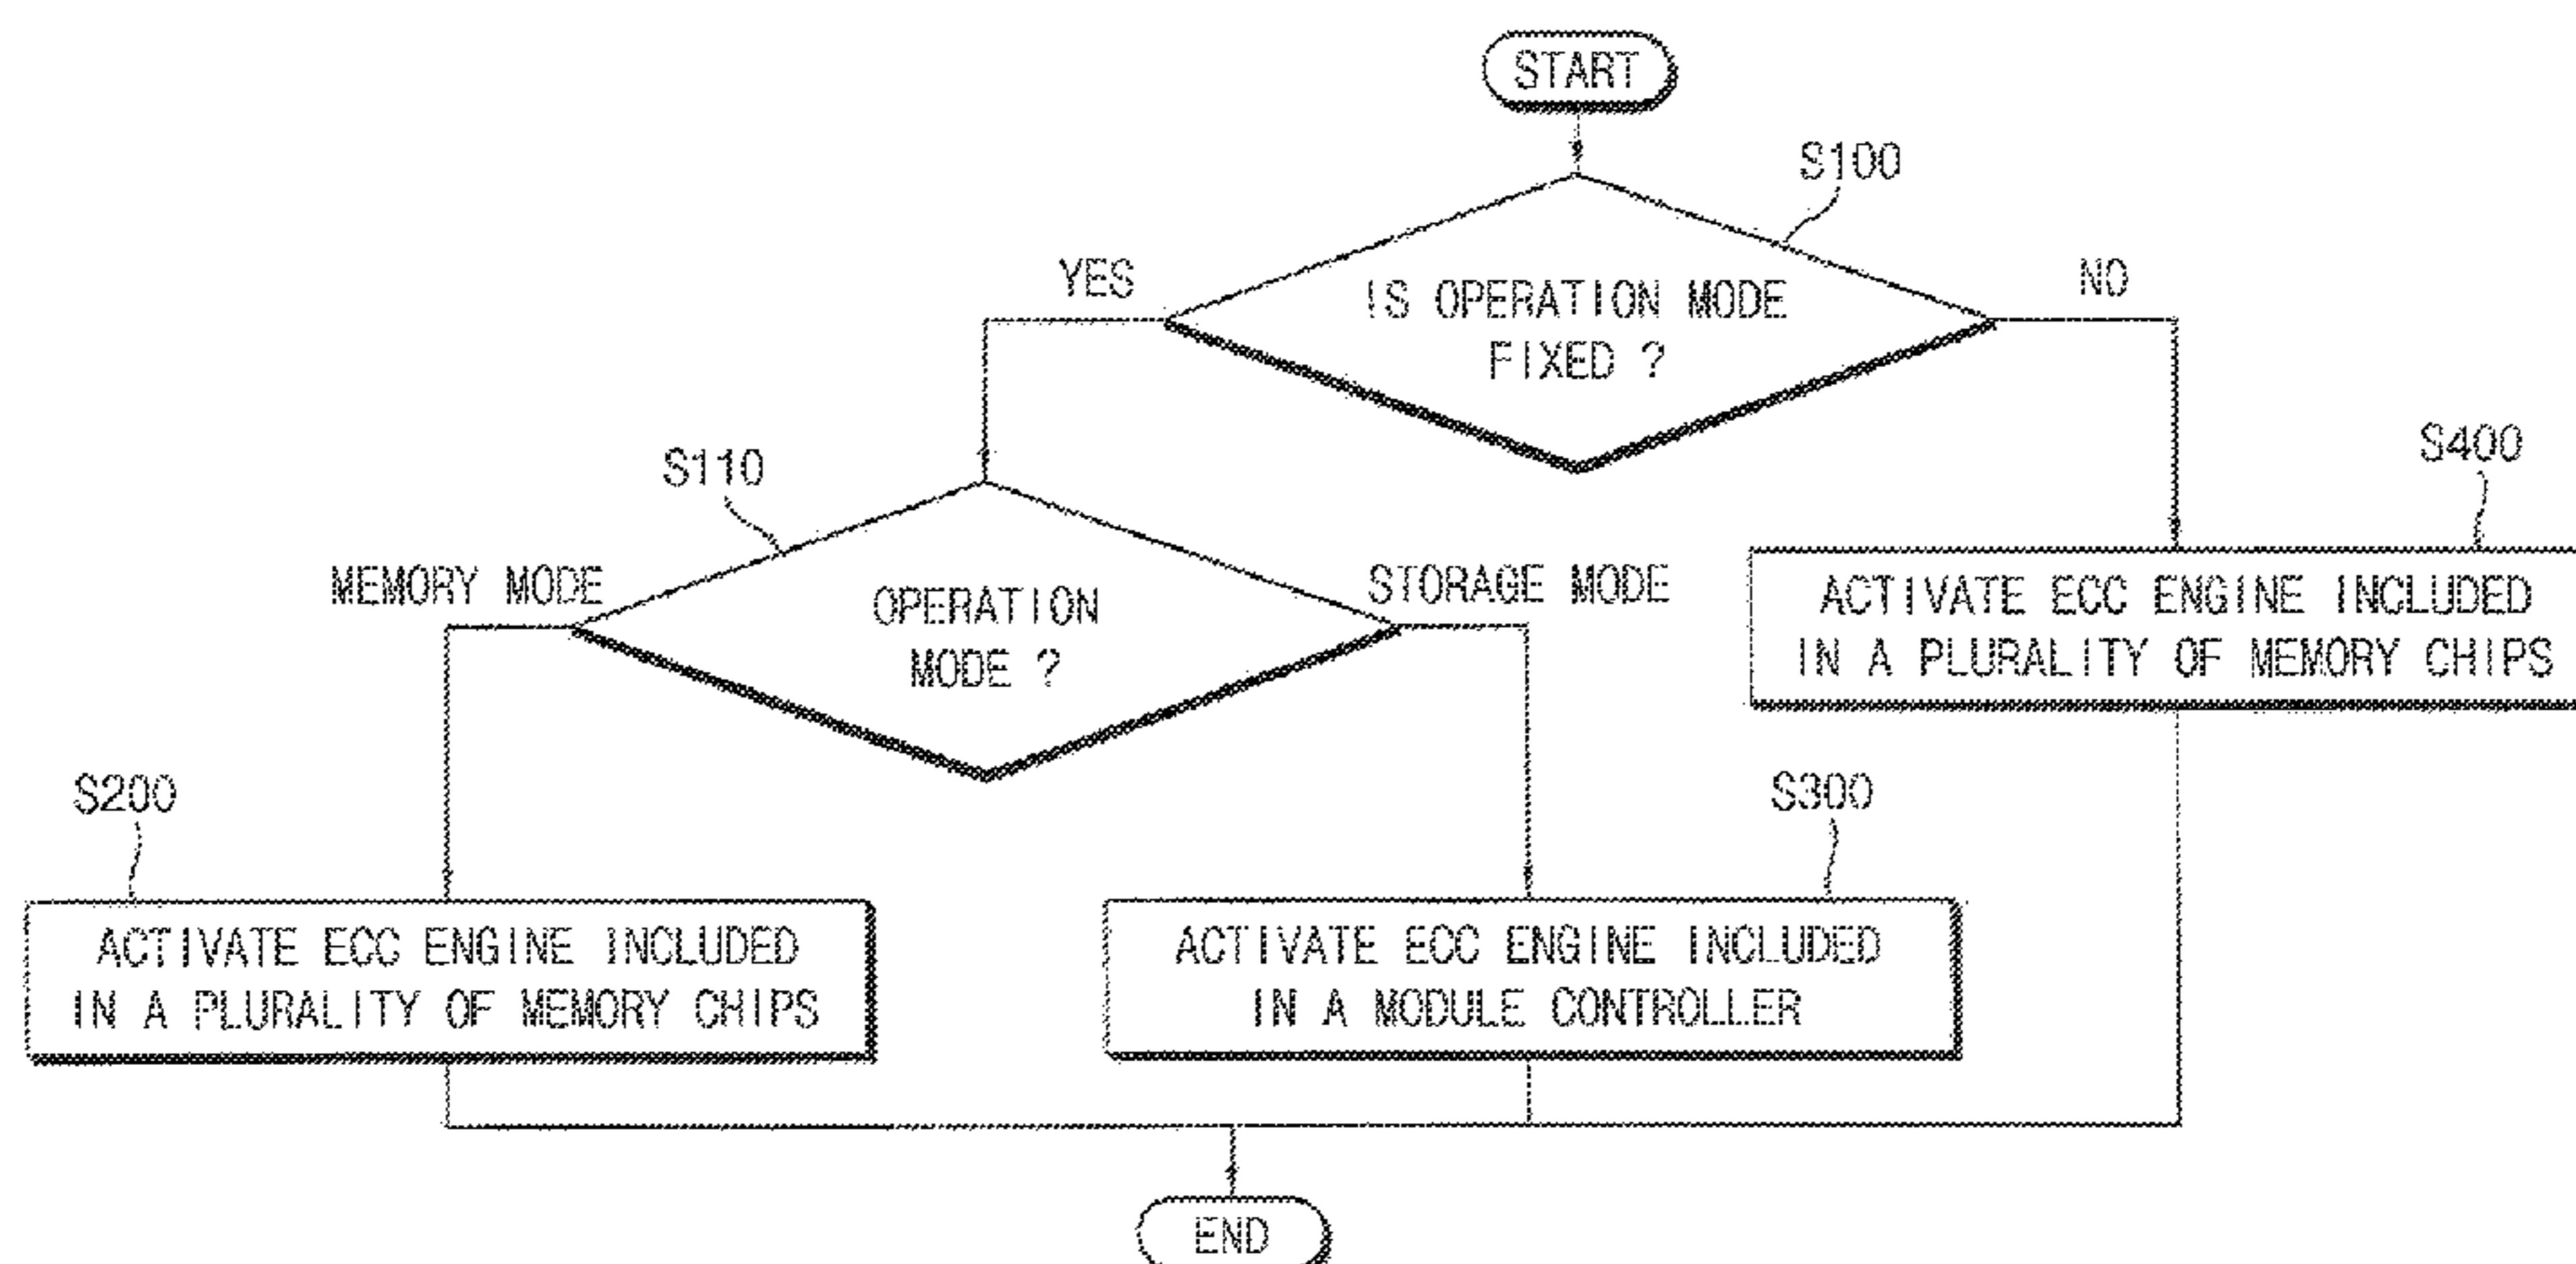 START
S100
YES
IS OPERATION MODE
FIXED ?
NO
S110
S400
MEMORY MODE
OPERATION
MODE ?
STORAGE MODE
ACTIVATE ECC ENGINE INCLUDED
IN A PLURALITY OF MEMORY CHIPS
S200
S300
ACTIVATE ECC ENGINE INCLUDED
IN A PLURALITY OF MEMORY CHIPS
ACTIVATE ECC ENGINE INCLUDED
IN A MODULE CONTROLLER
END